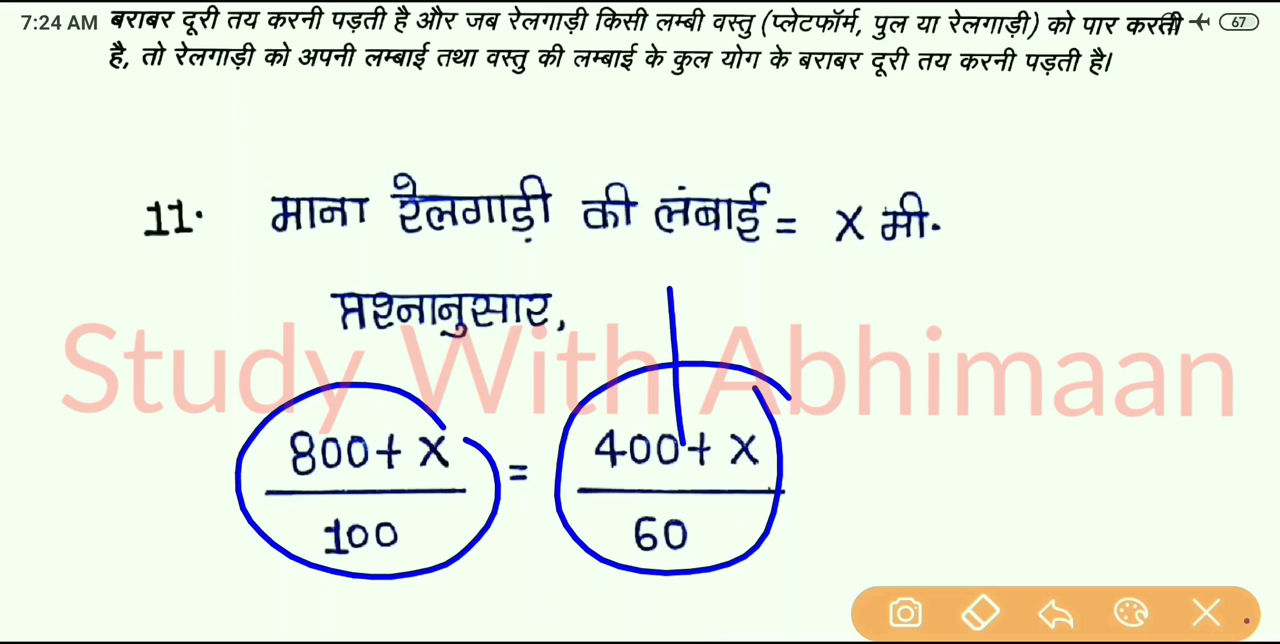 7:24 AM बराबर दूरी तय करनी पड़ती है और जब रेलगाड़ी किसी लम्बी वस्तु (प्लेटफॉर्म, पुल या रेलगाड़ी) को पार करती 67
है, तो रेलगाड़ी को अपनी लम्बाई तथा वस्तु की लम्बाई के कुल योग के बराबर दूरी तय करनी पड़ती है।
11. माना रेलगाड़ी की लंबाई = x मी.
प्रश्नानुसार,
Study With Abhimaan
800+ x = 400+ x
100 60